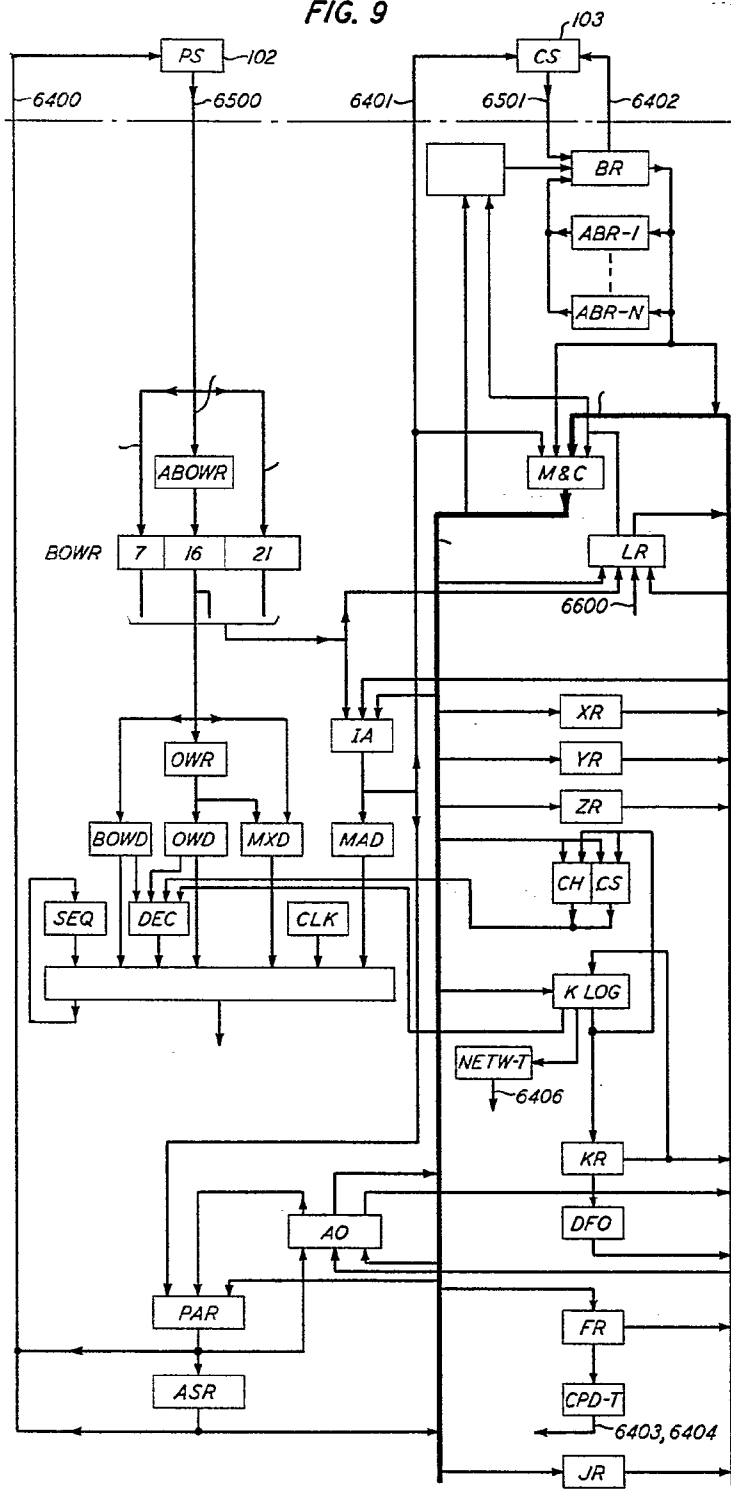 FIG. 9
PS
102
CS
103
6400
6500
6401
6501
6402
BR
ABR-1
ABR-N
ABOWR
M&C
BOWR
7
16
21
LR
6600
IA
XR
OWR
YR
ZR
BOWD
OWD
MXD
MAD
CH
CS
SEQ
DEC
CLK
K LOG
NETW-T
6406
KR
AO
DFO
PAR
FR
ASR
CPD-T
6403, 6404
JR